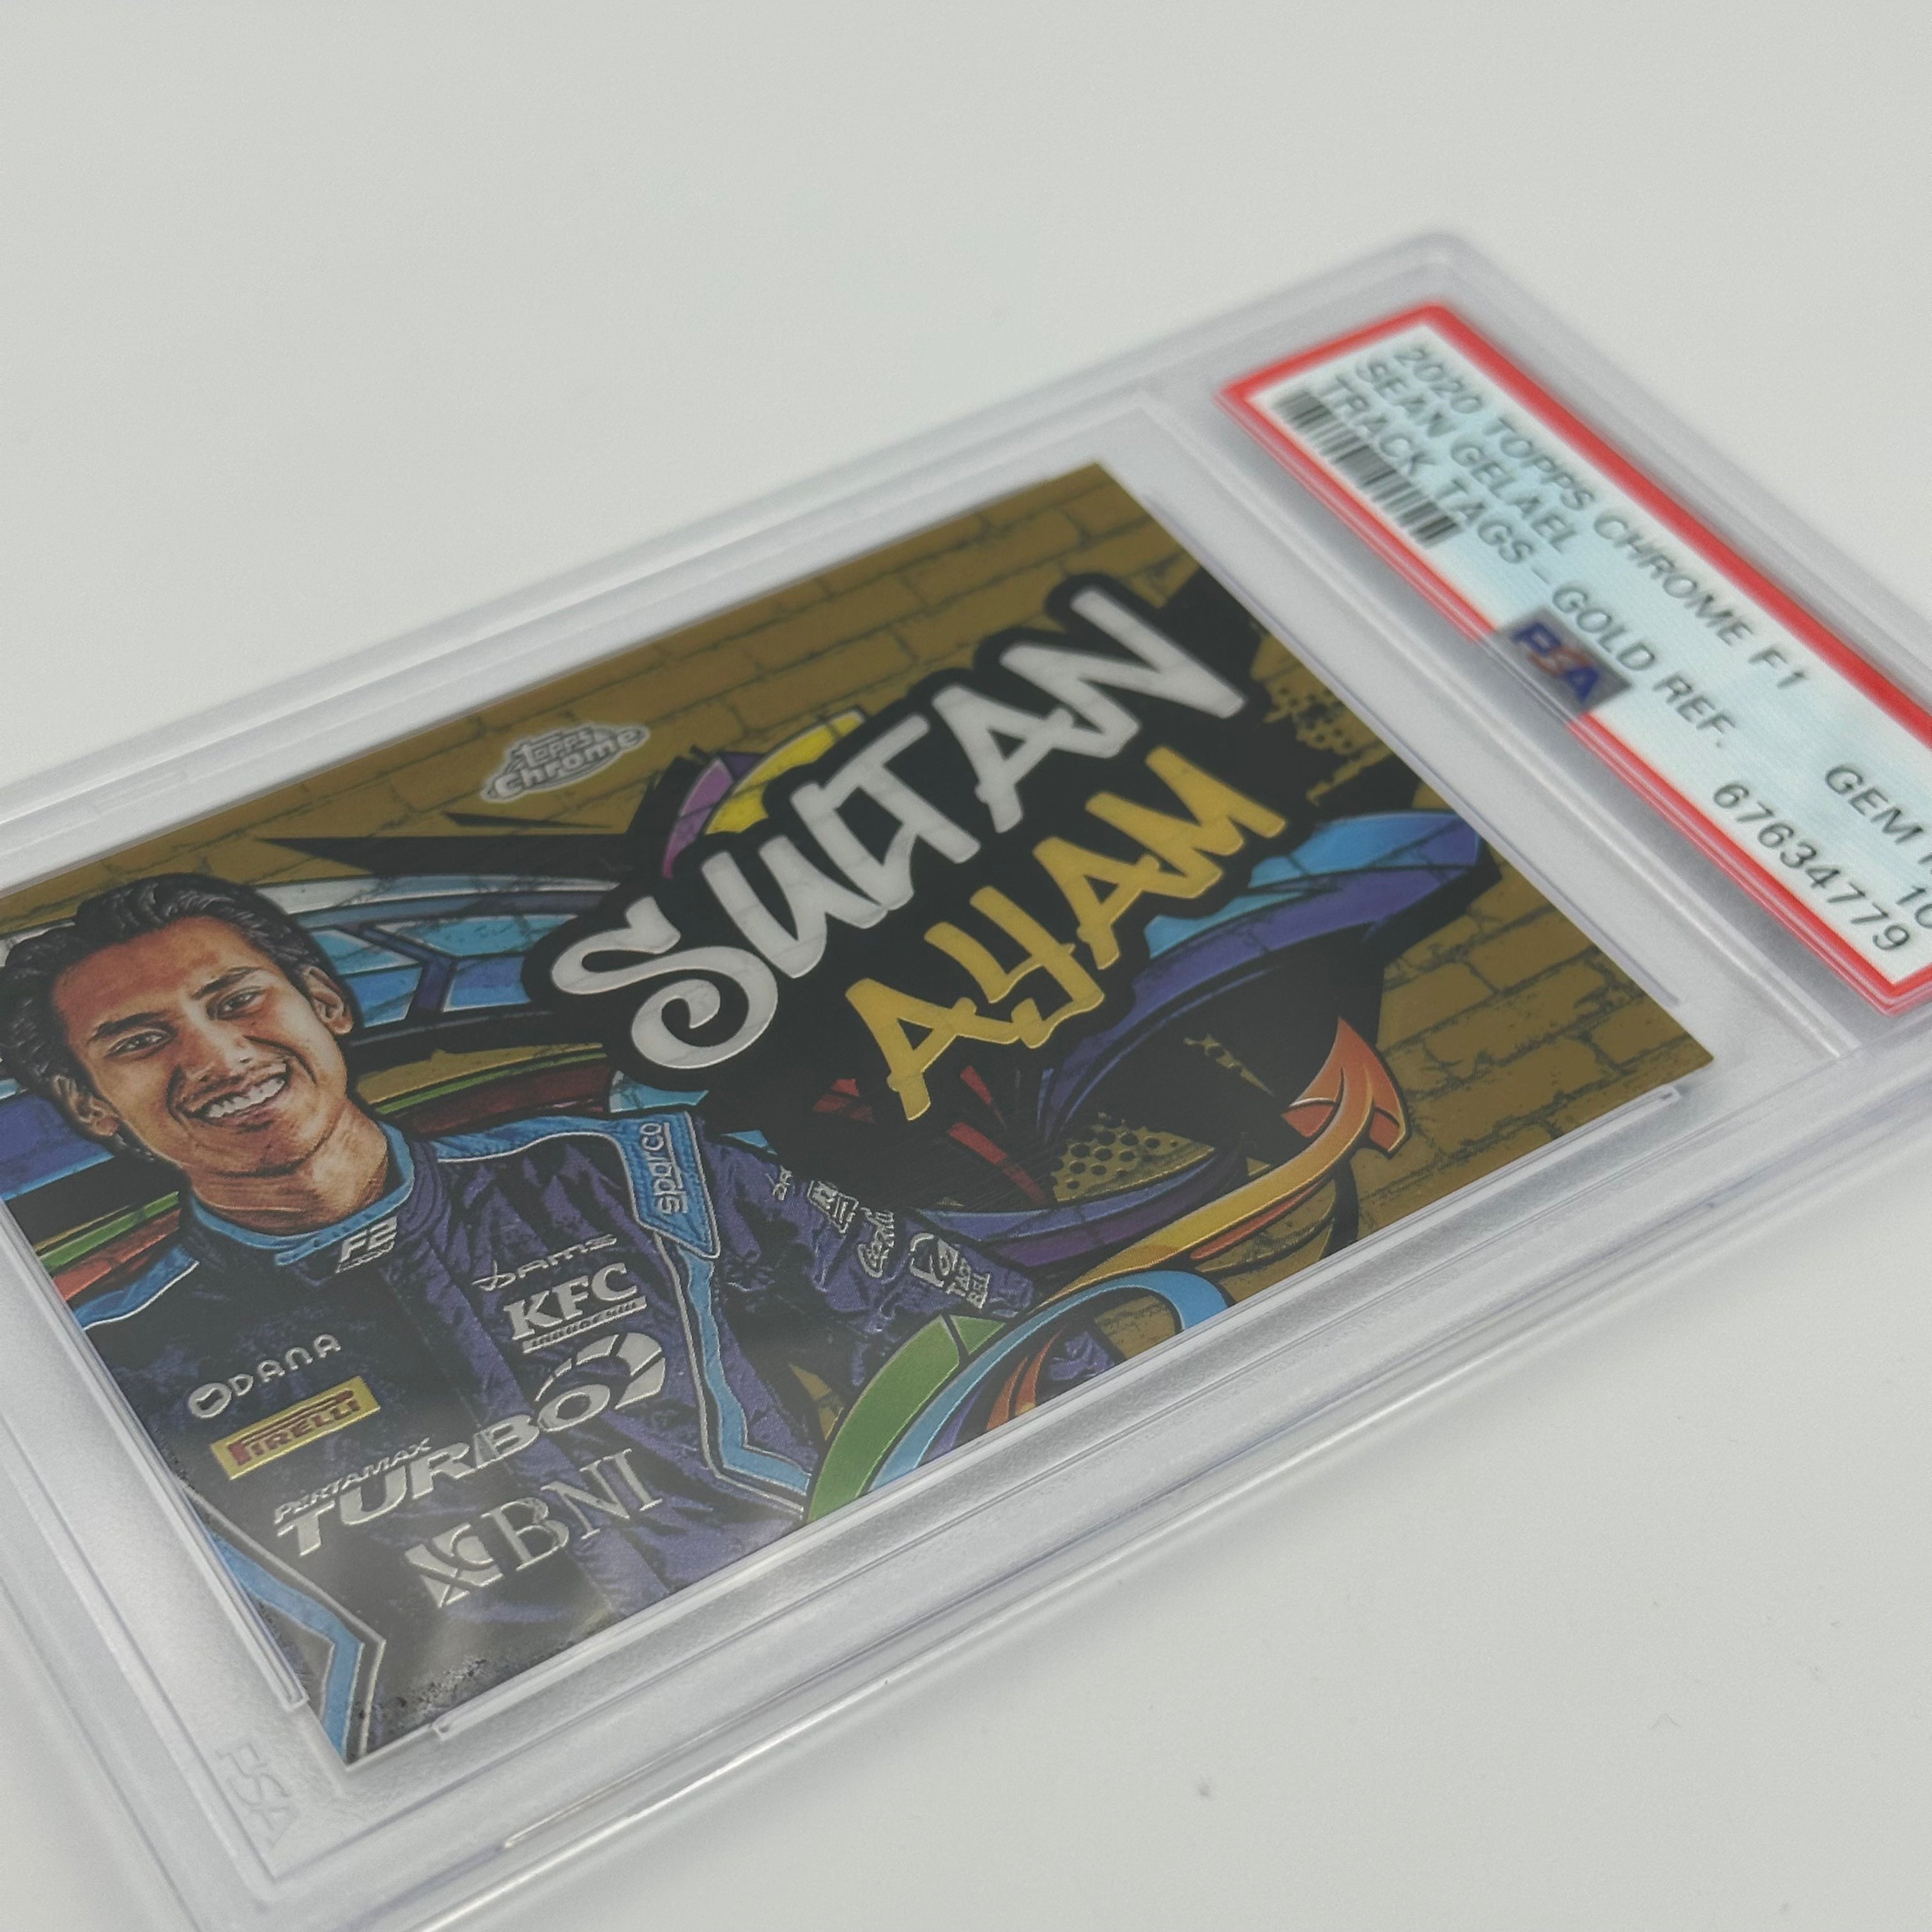 2020 TOPPS CHROME F1
SEAN GELAEL
TRACK TAGS - GOLD REF.
GEM
10
67634779
PSA
Topps
Chrome
SULTAN
AYAM
sparco
F2
DAMS
KFC
DANA
PIRELLI
PERTAMAX
TURBO
BNI
PSA